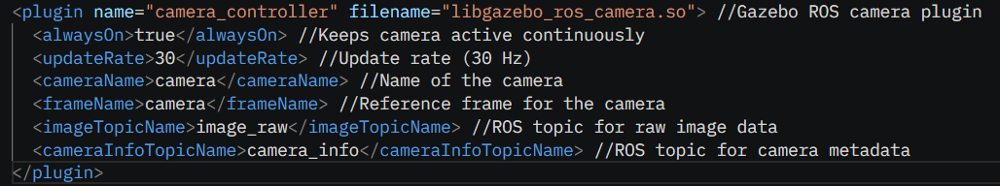 <plugin name="camera_controller" filename="libgazebo_ros_camera.so"> //Gazebo ROS camera plugin
<alwaysOn>true</alwaysOn> //Keeps camera active continuously
<updateRate>30</updateRate> //Update rate (30 Hz)
<cameraName>camera</cameraName> //Name of the camera
<frameName>camera</frameName> //Reference frame for the camera
<imageTopicName>image_raw</imageTopicName> //ROS topic for raw image data
<cameraInfoTopicName>camera_info</cameraInfoTopicName> //ROS topic for camera metadata
</plugin>